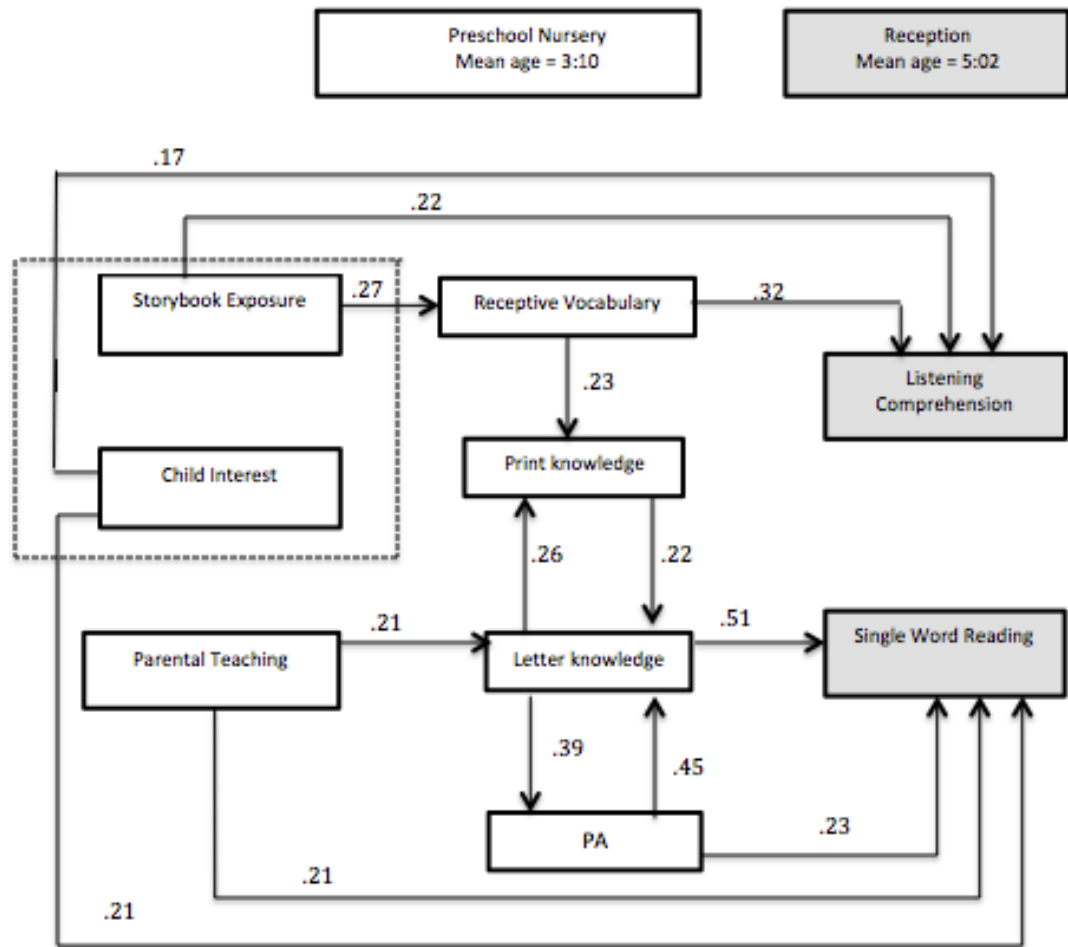 Preschool Nursery
Mean age = 3:10
Reception
Mean age = 5:02
.17
.22
Storybook Exposure
.27
Receptive Vocabulary
.32
.23
Listening
Comprehension
Print knowledge
Child Interest
.26
.22
.21
.51
Parental Teaching
Letter knowledge
Single Word Reading
.39
.45
PA
.23
.21
.21